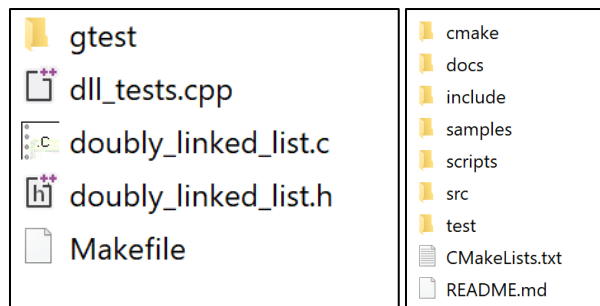 gtest
dll_tests.cpp
doubly_linked_list.c
doubly_linked_list.h
Makefile
cmake
docs
include
samples
scripts
src
test
CMakeLists.txt
README.md